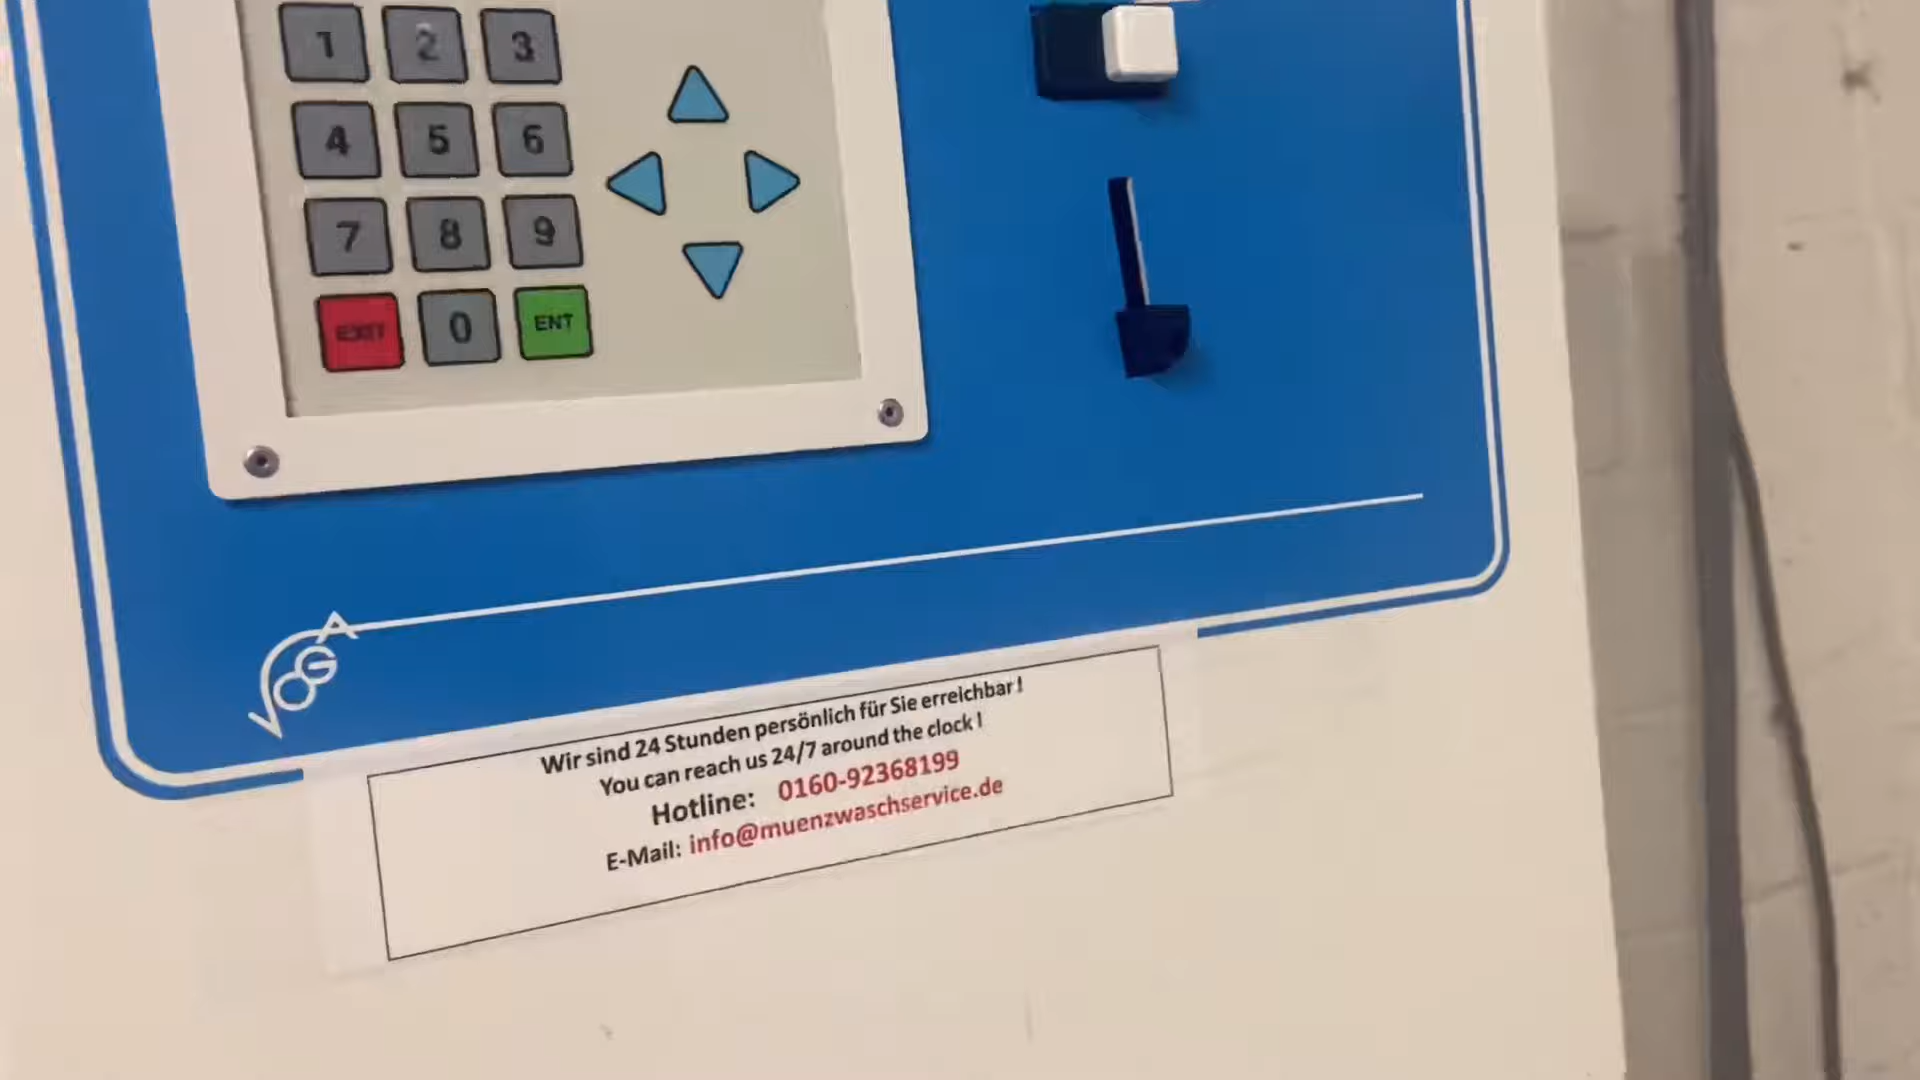 1 2 3
4 5 6
7 8 9
EXIT 0 ENT
VOGA
Wir sind 24 Stunden persönlich für Sie erreichbar !
You can reach us 24/7 around the clock !
Hotline: 0160-92368199
E-Mail: info@muenzwaschservice.de